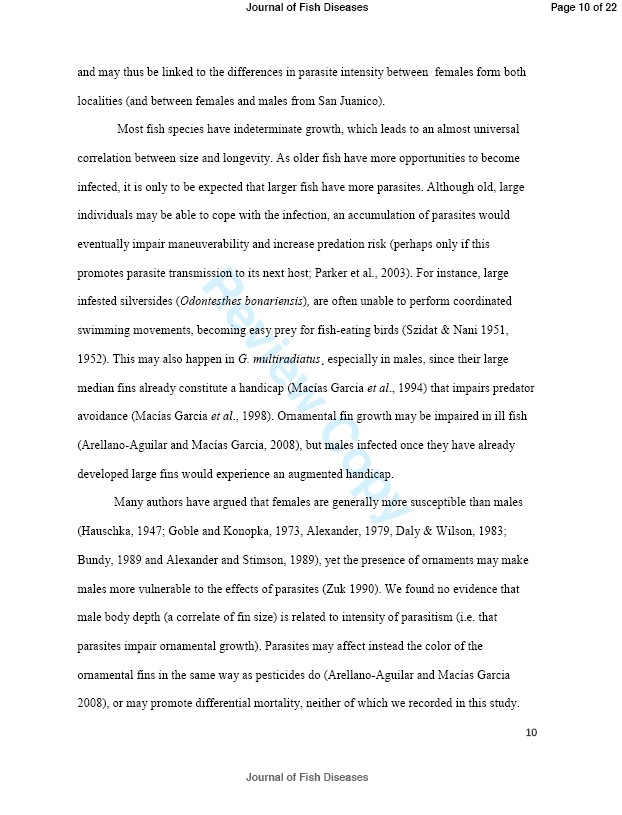 Journal of Fish Diseases
Page 10 of 22
and may thus be linked to the differences in parasite intensity between  females form both
localities (and between females and males from San Juanico).
Most fish species have indeterminate growth, which leads to an almost universal
correlation between size and longevity. As older fish have more opportunities to become
infected, it is only to be expected that larger fish have more parasites. Although old, large
individuals may be able to cope with the infection, an accumulation of parasites would
eventually impair maneuverability and increase predation risk (perhaps only if this
promotes parasite transmission to its next host; Parker et al., 2003). For instance, large
infested silversides (Odontesthes bonariensis), are often unable to perform coordinated
swimming movements, becoming easy prey for fish-eating birds (Szidat & Nani 1951,
1952). This may also happen in G. multiradiatus¸ especially in males, since their large
median fins already constitute a handicap (Macías Garcia et al., 1994) that impairs predator
avoidance (Macías Garcia et al., 1998). Ornamental fin growth may be impaired in ill fish
(Arellano-Aguilar and Macías Garcia, 2008), but males infected once they have already
developed large fins would experience an augmented handicap.
Many authors have argued that females are generally more susceptible than males
(Hauschka, 1947; Goble and Konopka, 1973, Alexander, 1979, Daly & Wilson, 1983;
Bundy, 1989 and Alexander and Stimson, 1989), yet the presence of ornaments may make
males more vulnerable to the effects of parasites (Zuk 1990). We found no evidence that
male body depth (a correlate of fin size) is related to intensity of parasitism (i.e. that
parasites impair ornamental growth). Parasites may affect instead the color of the
ornamental fins in the same way as pesticides do (Arellano-Aguilar and Macías Garcia
2008), or may promote differential mortality, neither of which we recorded in this study.
Review Copy
10
Journal of Fish Diseases